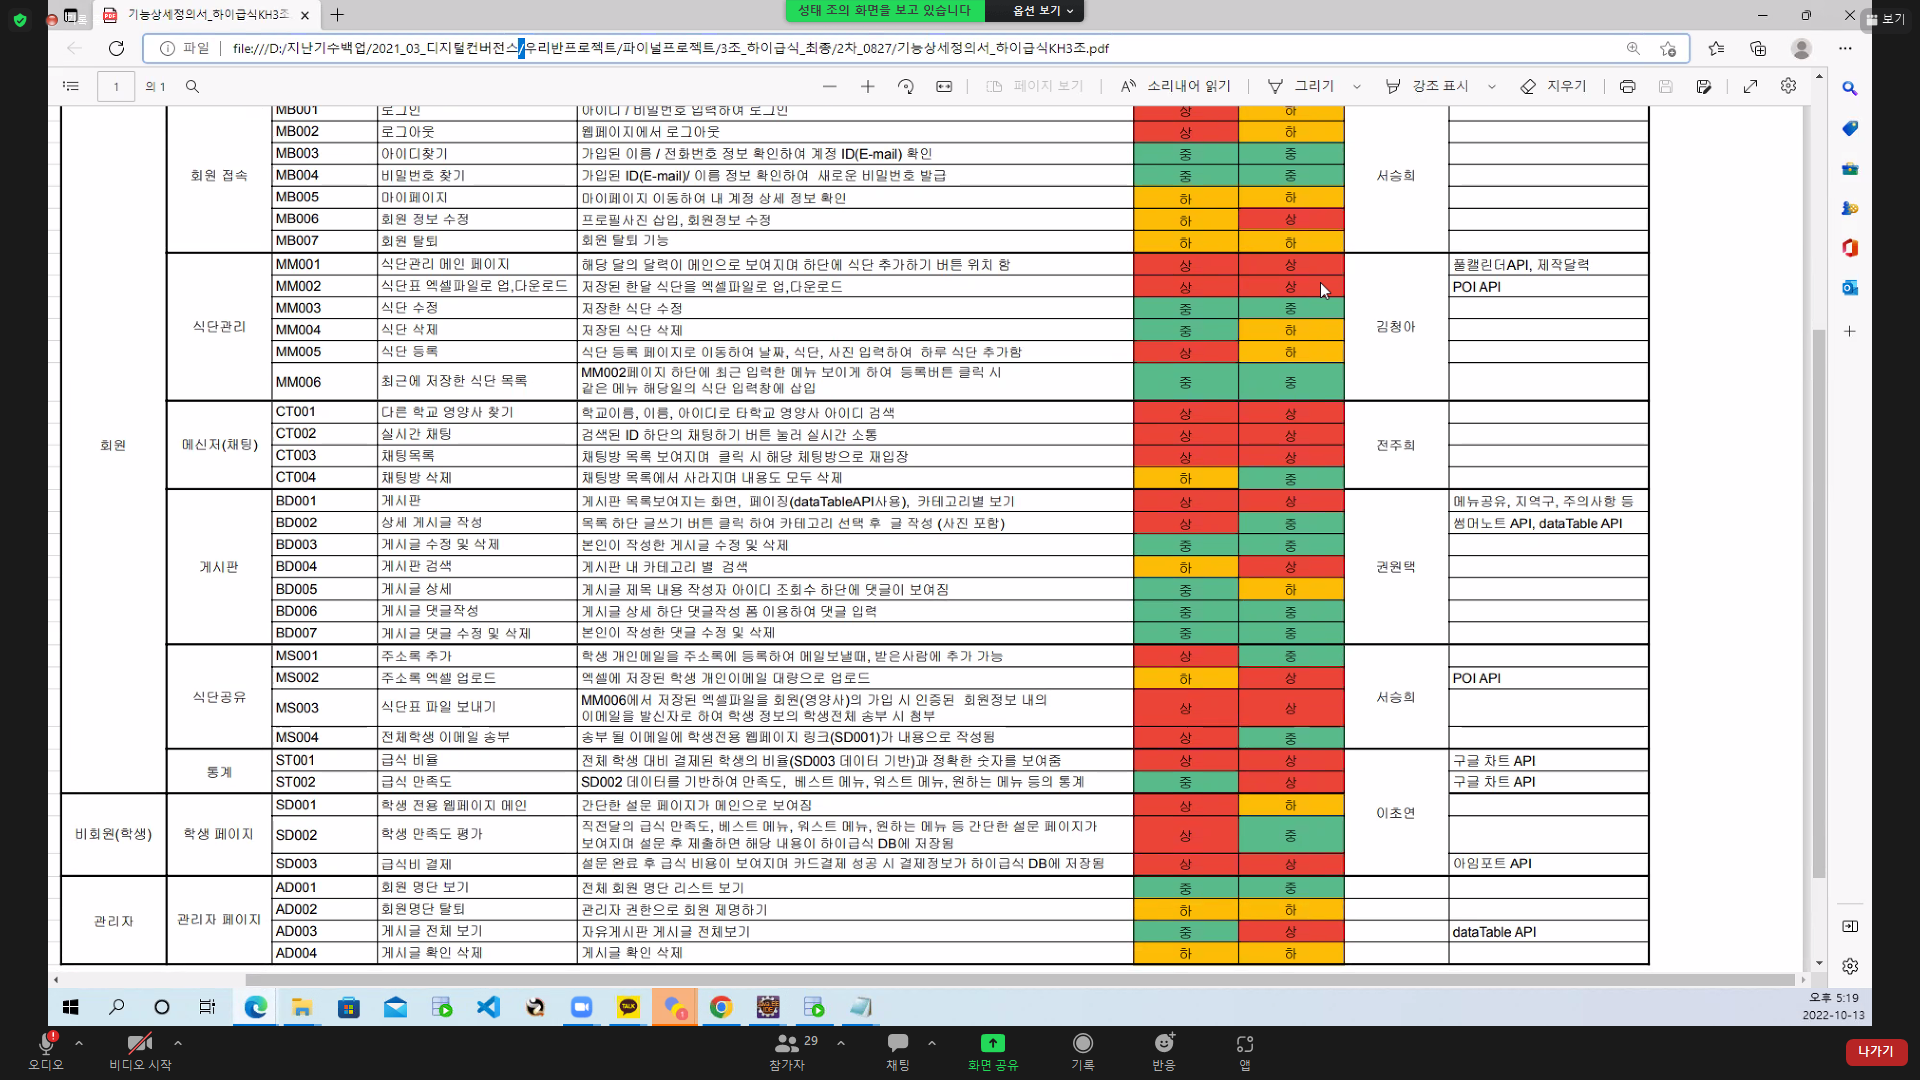 성태 조의 화면을 보고 있습니다
옵션 보기
보기
기능상세정의서_하이급식KH3조
파일
file:///D:/지난기수백업/2021_03_디지털컨버전스/우리반프로젝트/파이널프로젝트/3조_하이급식_최종/2차_0827/기능상세정의서_하이급식KH3조.pdf
1 의 1
페이지 보기
소리내어 읽기
그리기
강조 표시
지우기
MB001 로그인 아이디 / 비밀번호 입력하여 로그인 상 하
MB002 로그아웃 웹페이지에서 로그아웃 상 하
MB003 아이디찾기 가입된 이름 / 전화번호 정보 확인하여 계정 ID(E-mail) 확인 중 중
회원 접속 MB004 비밀번호 찾기 가입된 ID(E-mail)/ 이름 정보 확인하여 새로운 비밀번호 발급 중 중 서승희
MB005 마이페이지 마이페이지 이동하여 내 계정 상세 정보 확인 하 하
MB006 회원 정보 수정 프로필사진 삽입, 회원정보 수정 하 상
MB007 회원 탈퇴 회원 탈퇴 기능 하 하
MM001 식단관리 메인 페이지 해당 달의 달력이 메인으로 보여지며 하단에 식단 추가하기 버튼 위치 함 상 상 풀캘린더API, 제작달력
MM002 식단표 엑셀파일로 업,다운로드 저장된 한달 식단을 엑셀파일로 업,다운로드 상 상 POI API
MM003 식단 수정 저장한 식단 수정 중 중
식단관리 MM004 식단 삭제 저장된 식단 삭제 중 하 김청아
MM005 식단 등록 식단 등록 페이지로 이동하여 날짜, 식단, 사진 입력하여 하루 식단 추가함 상 하
MM006 최근에 저장한 식단 목록 MM002페이지 하단에 최근 입력한 메뉴 보이게 하여 등록버튼 클릭 시
같은 메뉴 해당일의 식단 입력창에 삽입 중 중
CT001 다른 학교 영양사 찾기 학교이름, 이름, 아이디로 타학교 영양사 아이디 검색 상 상
CT002 실시간 채팅 검색된 ID 하단의 채팅하기 버튼 눌러 실시간 소통 상 상
회원 메신저(채팅) 전주희
CT003 채팅목록 채팅방 목록 보여지며 클릭 시 해당 체팅방으로 재입장 상 상
CT004 채팅방 삭제 채팅방 목록에서 사라지며 내용도 모두 삭제 하 중
BD001 게시판 게시판 목록보여지는 화면, 페이징(dataTableAPI사용), 카테고리별 보기 상 상 메뉴공유, 지역구, 주의사항 등
BD002 상세 게시글 작성 목록 하단 글쓰기 버튼 클릭 하여 카테고리 선택 후 글 작성 (사진 포함) 상 중 썸머노트 API, dataTable API
BD003 게시글 수정 및 삭제 본인이 작성한 게시글 수정 및 삭제 중 중
게시판 BD004 게시판 검색 게시판 내 카테고리 별 검색 하 상 권원택
BD005 게시글 상세 게시글 제목 내용 작성자 아이디 조회수 하단에 댓글이 보여짐 중 하
BD006 게시글 댓글작성 게시글 상세 하단 댓글작성 폼 이용하여 댓글 입력 중 중
BD007 게시글 댓글 수정 및 삭제 본인이 작성한 댓글 수정 및 삭제 중 중
MS001 주소록 추가 학생 개인메일을 주소록에 등록하여 메일보낼때, 받은사람에 추가 가능 상 중
MS002 주소록 엑셀 업로드 엑셀에 저장된 학생 개인이메일 대량으로 업로드 하 상 POI API
식단공유 서승희
MS003 식단표 파일 보내기 MM006에서 저장된 엑셀파일을 회원(영양사)의 가입 시 인증된 회원정보 내의
이메일을 발신자로 하여 학생 정보의 학생전체 송부 시 첨부 상 상
MS004 전체학생 이메일 송부 송부 될 이메일에 학생전용 웹페이지 링크(SD001)가 내용으로 작성됨 상 중
ST001 급식 비율 전체 학생 대비 결제된 학생의 비율(SD003 데이터 기반)과 정확한 숫자를 보여줌 상 상 구글 차트 API
통계
ST002 급식 만족도 SD002 데이터를 기반하여 만족도, 베스트 메뉴, 워스트 메뉴, 원하는 메뉴 등의 통계 중 상 구글 차트 API
SD001 학생 전용 웹페이지 메인 간단한 설문 페이지가 메인으로 보여짐 상 하
이초연
비회원(학생) 학생 페이지 SD002 학생 만족도 평가 직전달의 급식 만족도, 베스트 메뉴, 워스트 메뉴, 원하는 메뉴 등 간단한 설문 페이지가
보여지며 설문 후 제출하면 해당 내용이 하이급식 DB에 저장됨 상 중
SD003 급식비 결제 설문 완료 후 급식 비용이 보여지며 카드결제 성공 시 결제정보가 하이급식 DB에 저장됨 상 상 아임포트 API
AD001 회원 명단 보기 전체 회원 명단 리스트 보기 중 중
AD002 회원명단 탈퇴 관리자 권한으로 회원 제명하기 하 하
관리자 관리자 페이지
AD003 게시글 전체 보기 자유게시판 게시글 전체보기 중 상 dataTable API
AD004 게시글 확인 삭제 게시글 확인 삭제 하 하
TALK
오후 5:19
2022-10-13
오디오
비디오 시작
29
참가자
채팅
화면 공유
기록
반응
앱
나가기